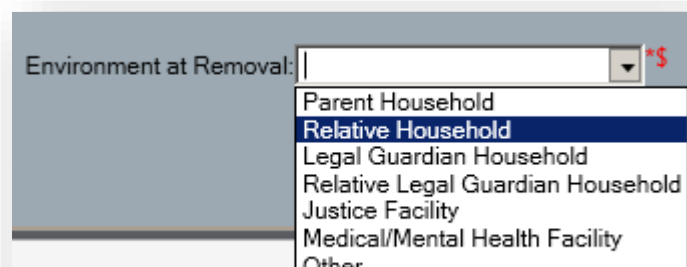 Environment at Removal: *$
Parent Household
Relative Household
Legal Guardian Household
Relative Legal Guardian Household
Justice Facility
Medical/Mental Health Facility
Other